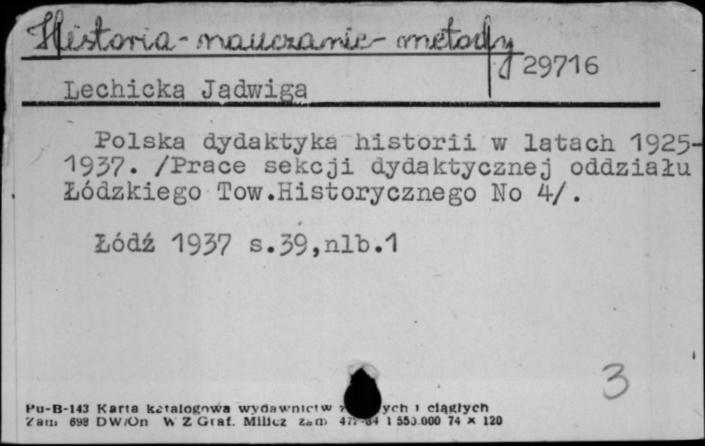 Historia - nauczanie - metody
29716
Lechicka Jadwiga
Polska dydaktyka historii w latach 1925-
1937. /Prace sekcji dydaktycznej oddziału
Łódzkiego Tow.Historycznego No 4/.
Łódź 1937 s.39,nlb.1
3
Pu-B-143 Karta katalogowa wydawnictw ych i ciągłych
Zam 698 DW/On W Z Graf. Milicz zam 1 550.000 74 x 120